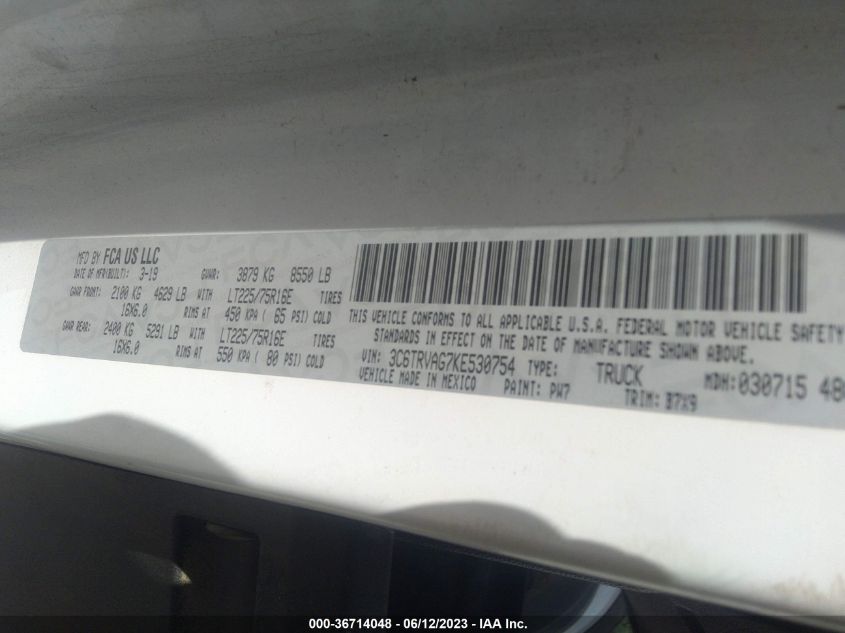 MFD BY FCA US LLC
DATE OF MFR(BUILT): 3-19 GVWR: 3879 KG 8550 LB
GAWR FRONT: 2100 KG 4629 LB WITH LT225/75R16E TIRES
16X6.0 RIMS AT 450 KPA ( 65 PSI) COLD
GAWR REAR: 2400 KG 5291 LB WITH LT225/75R16E TIRES
16X6.0 RIMS AT 550 KPA ( 80 PSI) COLD
THIS VEHICLE CONFORMS TO ALL APPLICABLE U.S.A. FEDERAL MOTOR VEHICLE SAFETY
STANDARDS IN EFFECT ON THE DATE OF MANUFACTURE SHOWN ABOVE.
VIN: 3C6TRVAG7KE530754 TYPE: TRUCK MDH: 030715
VEHICLE MADE IN MEXICO PAINT: PW7 TRIM: B7X9
000-36714048 - 06/12/2023 - IAA Inc.